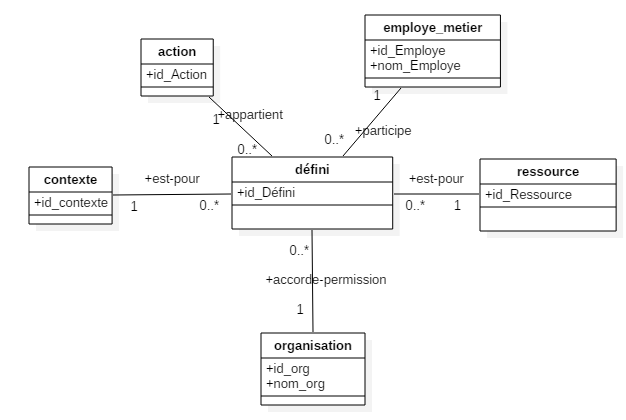 employe_metier
+id_Employe
+nom_Employe
1
action
+id_Action
1
+appartient
0..*
0..*
+participe
contexte
+id_contexte
1
+est-pour
0..*
défini
+id_Défini
+est-pour
0..*
1
ressource
+id_Ressource
0..*
+accorde-permission
1
organisation
+id_org
+nom_org